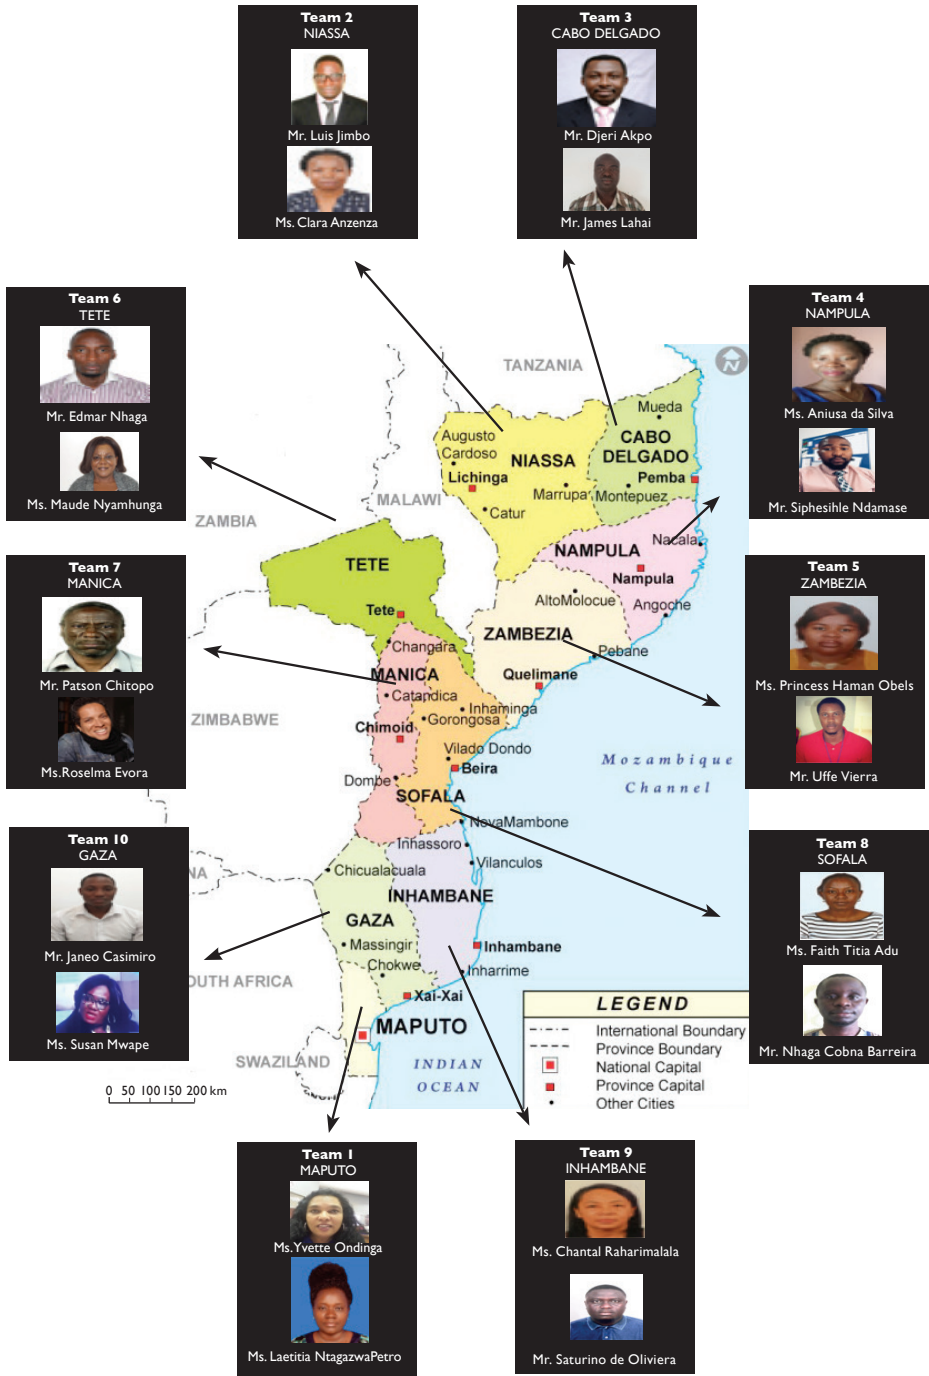 Team 2
NIASSA
Mr. Luis Jimbo
Ms. Clara Anzenza
Team 3
CABO DELGADO
Mr. Djeri Akpo
Mr. James Lahai
Team 6
TETE
Mr. Edmar Nhaga
Ms. Maude Nyamhunga
Team 4
NAMPULA
Ms. Aniusa da Silva
Mr. Siphesihle Ndamase
Team 7
MANICA
Mr. Patson Chitopo
Ms.Roselma Evora
Team 5
ZAMBEZIA
Ms. Princess Haman Obels
Mr. Uffe Vierra
Team 10
GAZA
Mr. Janeo Casimiro
Ms. Susan Mwape
Team 8
SOFALA
Ms. Faith Titia Adu
Mr. Nhaga Cobna Barreira
Team 1
MAPUTO
Ms.Yvette Ondinga
Ms. Laetitia NtagazwaPetro
Team 9
INHAMBANE
Ms. Chantal Raharimalala
Mr. Saturino de Oliviera
TANZANIA
N
Mueda
Augusto
Cardoso
CABO
DELGADO
NIASSA
Lichinga
Pemba
MALAWI
Marrupa
Montepuez
Catur
ZAMBIA
Nacala
NAMPULA
TETE
Nampula
AltoMolocue
Angoche
Tete
ZAMBEZIA
Changara
Pebane
MANICA
Quelimane
Catandica
Inhaminga
ZIMBABWE
Gorongosa
Chimoid
Vilado Dondo
Mozambique
Channel
Beira
Dombe
SOFALA
NovaMambone
Inhassoro
Vilanculos
NA
Chicualacuala
INHAMBANE
GAZA
Massingir
Inhambane
Chokwe
Inharrime
OUTH AFRICA
Xai-Xai
MAPUTO
SWAZILAND
INDIAN
OCEAN
0 50 100 150 200 km
LEGEND
International Boundary
Province Boundary
National Capital
Province Capital
Other Cities